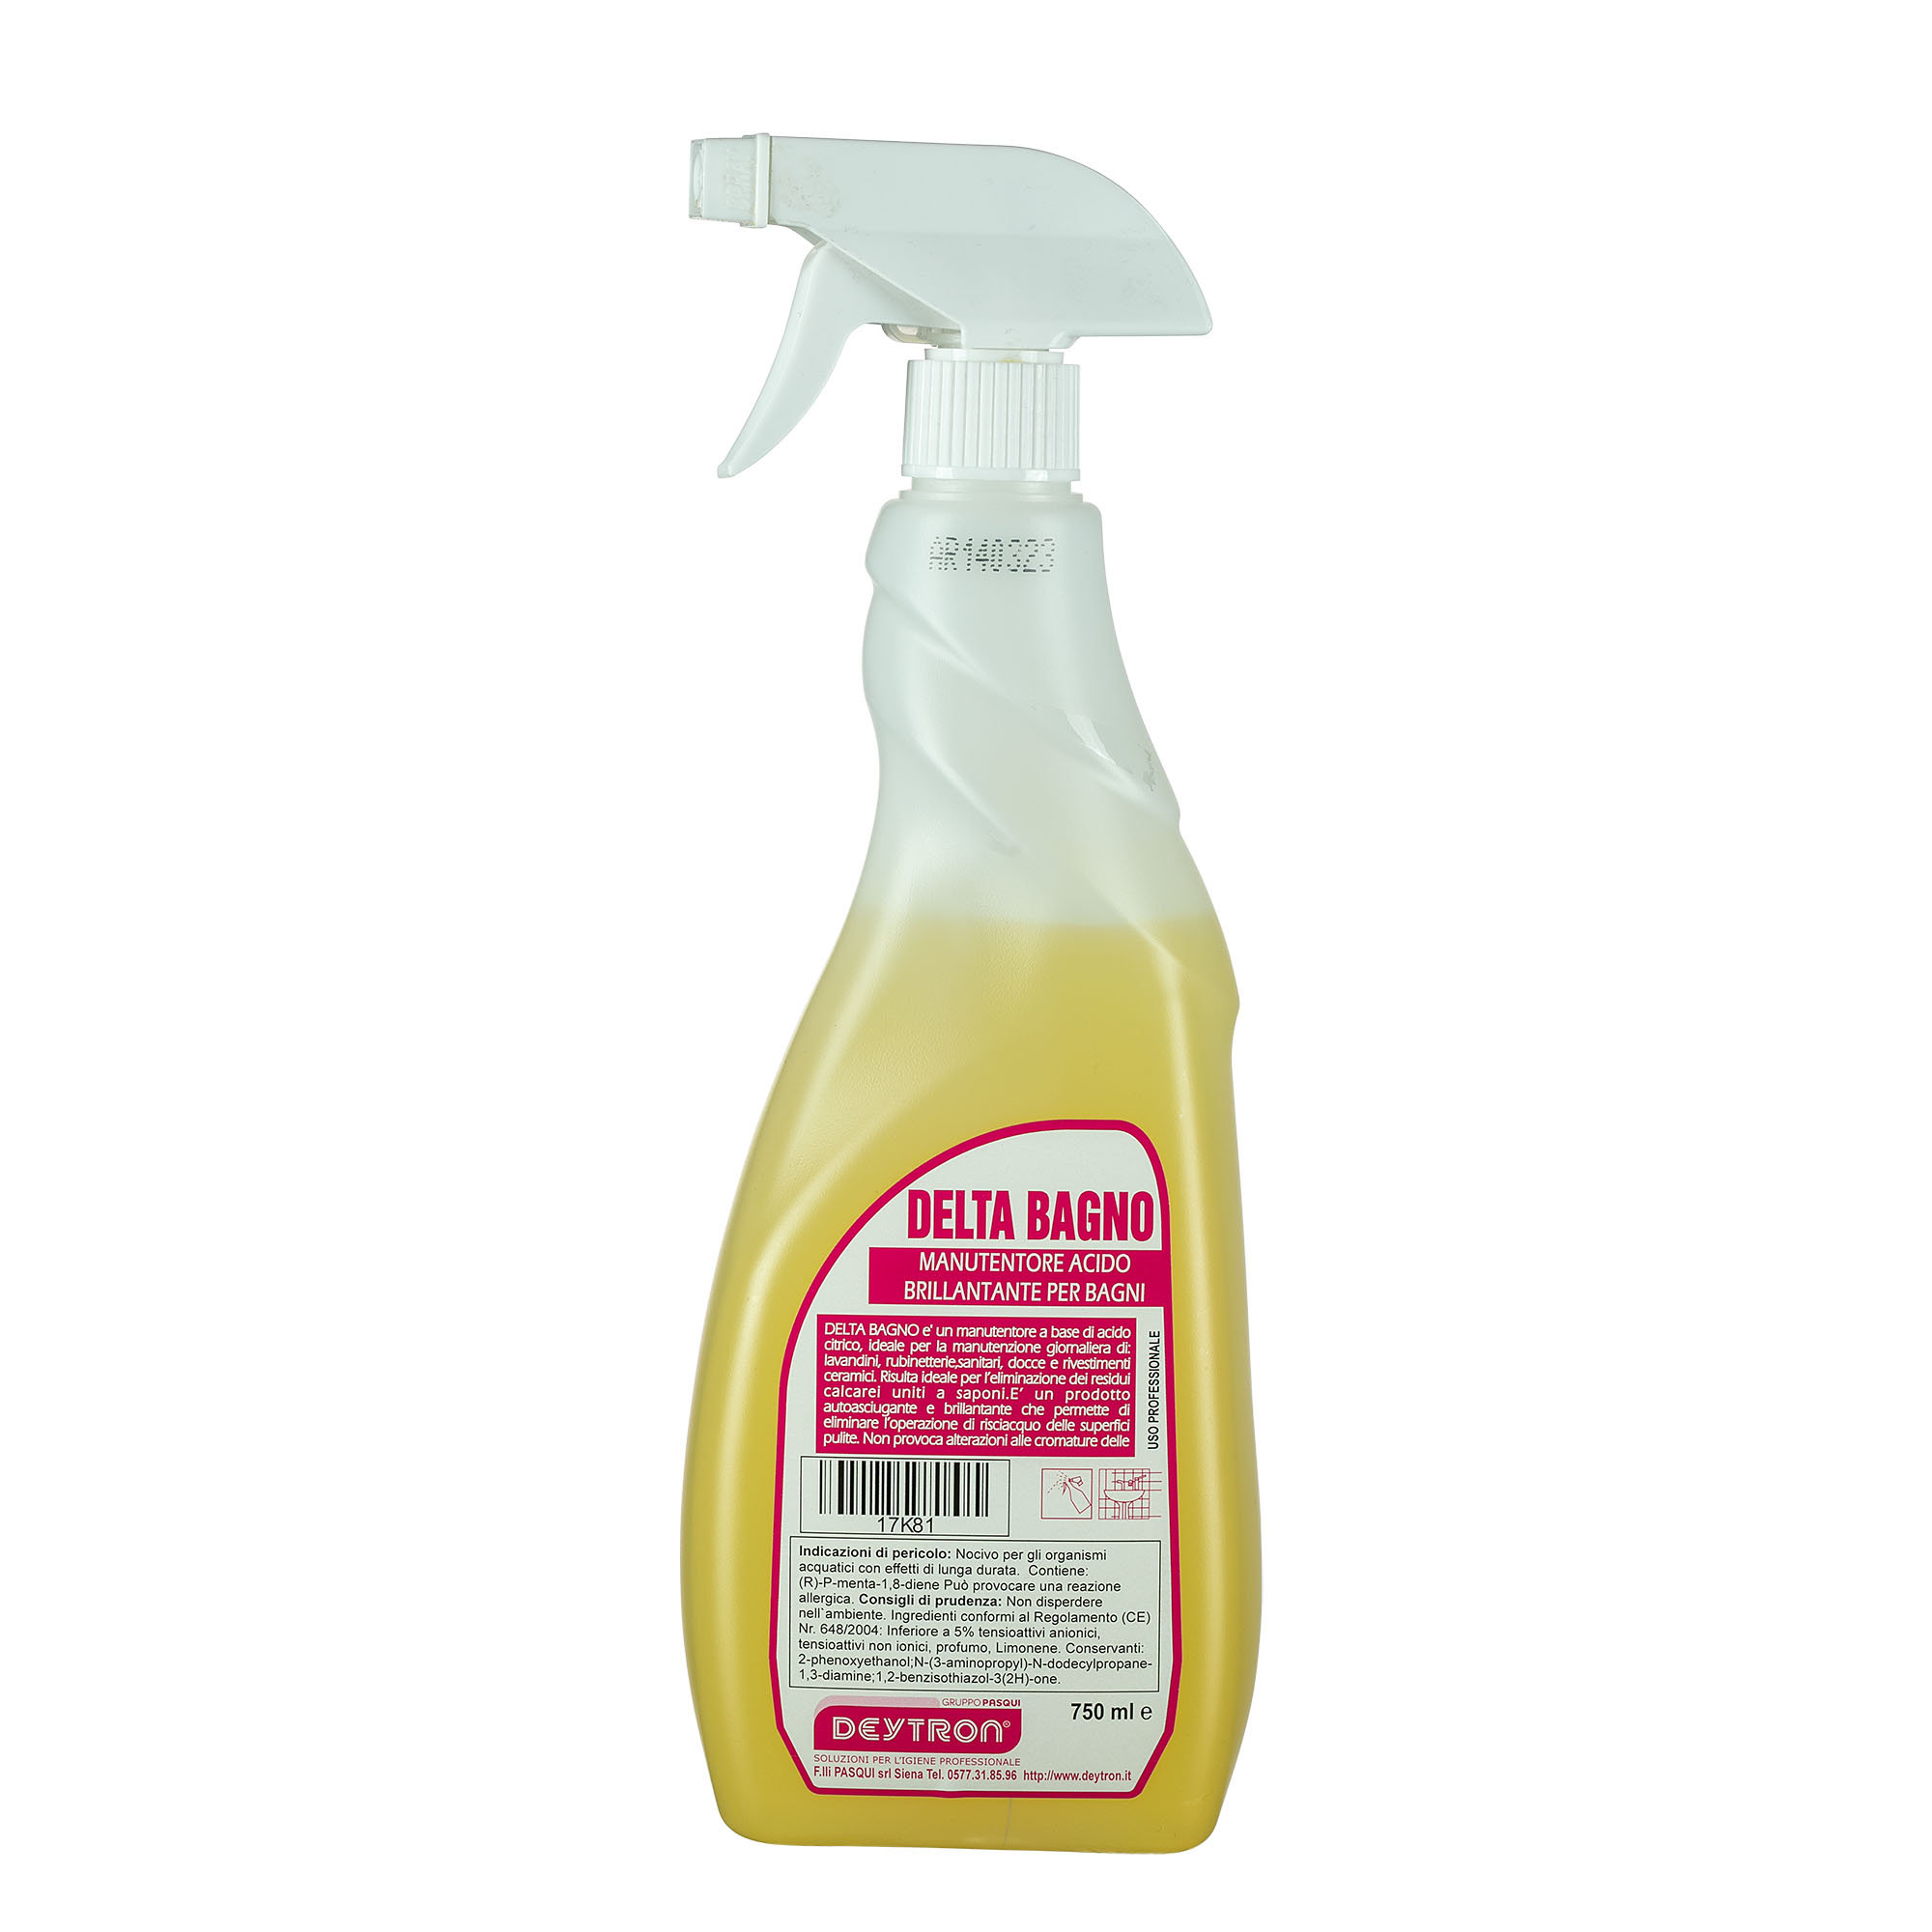 AR140323
DELTA BAGNO
MANUTENTORE ACIDO
BRILLANTANTE PER BAGNI
DELTA BAGNO e' un manutentore a base di acido
citrico, ideale per la manutenzione giornaliera di:
lavandini, rubinetterie,sanitari, docce e rivestimenti
ceramici. Risulta ideale per l'eliminazione dei residui
calcarei uniti a saponi.E' un prodotto
autoasciugante e brillantante che permette di
eliminare l'operazione di risciacquo delle superfici
pulite. Non provoca alterazioni alle cromature delle
USO PROFESSIONALE
17K81
Indicazioni di pericolo: Nocivo per gli organismi
acquatici con effetti di lunga durata. Contiene:
(R)-P-menta-1,8-diene Può provocare una reazione
allergica. Consigli di prudenza: Non disperdere
nell`ambiente. Ingredienti conformi al Regolamento (CE)
Nr. 648/2004: Inferiore a 5% tensioattivi anionici,
tensioattivi non ionici, profumo, Limonene. Conservanti:
2-phenoxyethanol;N-(3-aminopropyl)-N-dodecylpropane-
1,3-diamine;1,2-benzisothiazol-3(2H)-one.
GRUPPO PASQUI
750 ml e
DEYTRON®
SOLUZIONI PER L'IGIENE PROFESSIONALE
F.lli PASQUI srl Siena Tel. 0577.31.85.96 http://www.deytron.it